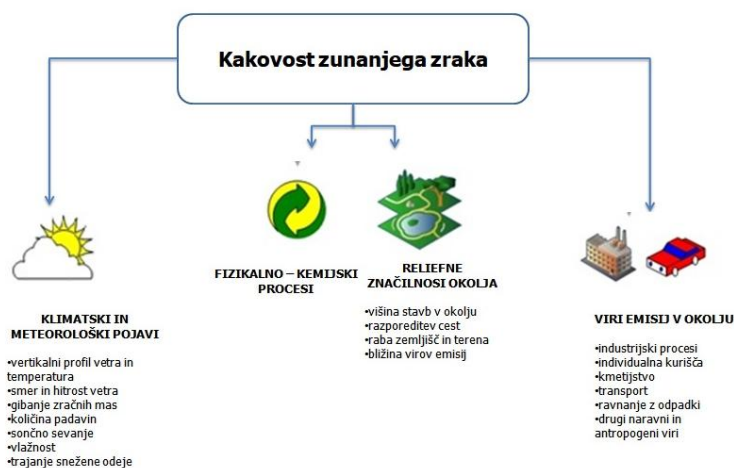 Kakovost zunanjega zraka
KLIMATSKI IN
METEOROLOŠKI POJAVI
•vertikalni profil vetra in
temperatura
•smer in hitrost vetra
•gibanje zračnih mas
•količina padavin
•sončno sevanje
•vlažnost
•trajanje snežene odeje
FIZIKALNO – KEMIJSKI
PROCESI
RELIEFNE
ZNAČILNOSI OKOLJA
•višina stavb v okolju
•razporeditev cest
•raba zemljišč in terena
•bližina virov emisij
VIRI EMISIJ V OKOLJU
•industrijski procesi
•individualna kurišča
•kmetijstvo
•transport
•ravnanje z odpadki
•drugi naravni in
antropogeni viri